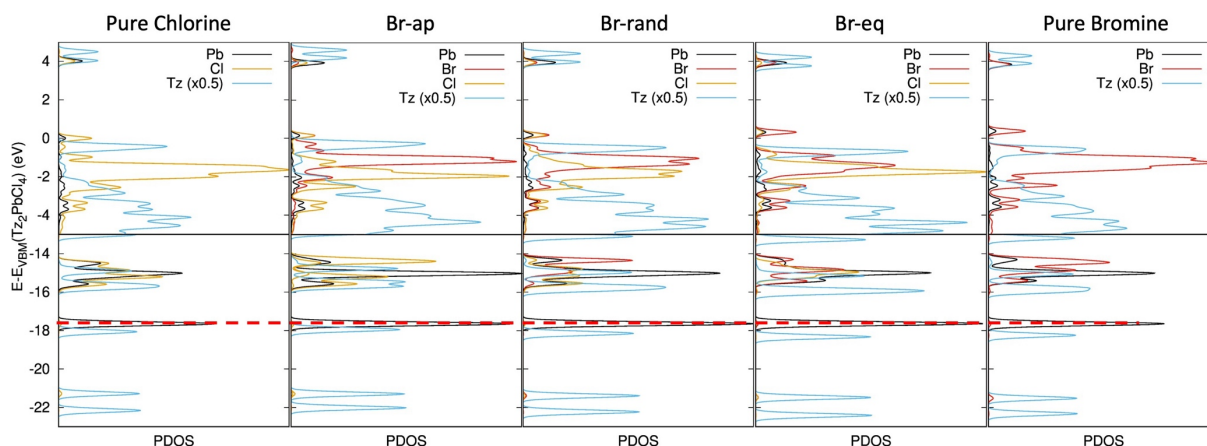 Pure Chlorine
Br-ap
Br-rand
Br-eq
Pure Bromine
E-E_VBM(Tz₂PbCl₄) (eV)
4
0
-2
-4
-14
-16
-18
-20
-22
Pb
Cl
Tz (x0.5)
Pb
Br
Cl
Tz (x0.5)
Pb
Br
Cl
Tz (x0.5)
Pb
Br
Cl
Tz (x0.5)
Pb
Br
Tz (x0.5)
PDOS
PDOS
PDOS
PDOS
PDOS